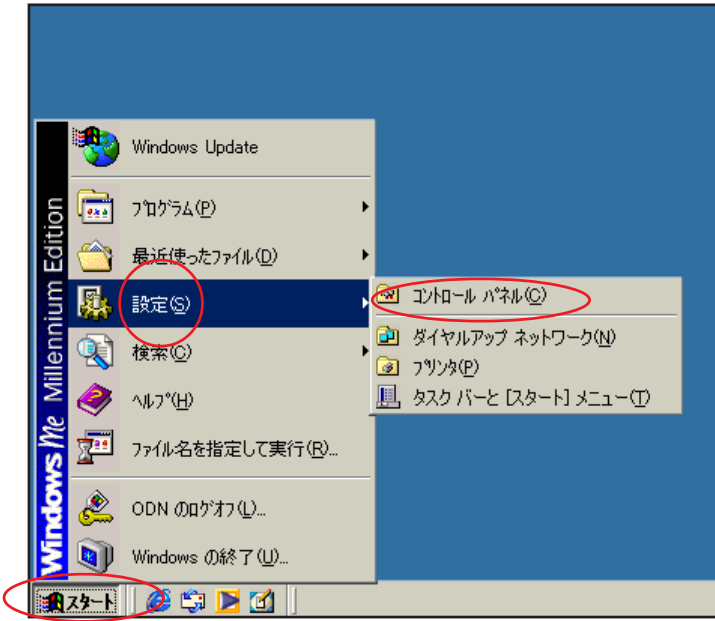 Windows Update
プログラム(P)
最近使ったファイル(D)
設定(S)
検索(C)
ヘルプ(H)
ファイル名を指定して実行(R)...
ODN のログオフ(L)...
Windows の終了(U)...
Windows Me Millennium Edition
コントロール パネル(C)
ダイヤルアップ ネットワーク(N)
プリンタ(P)
タスク バーと [スタート] メニュー(T)
スタート